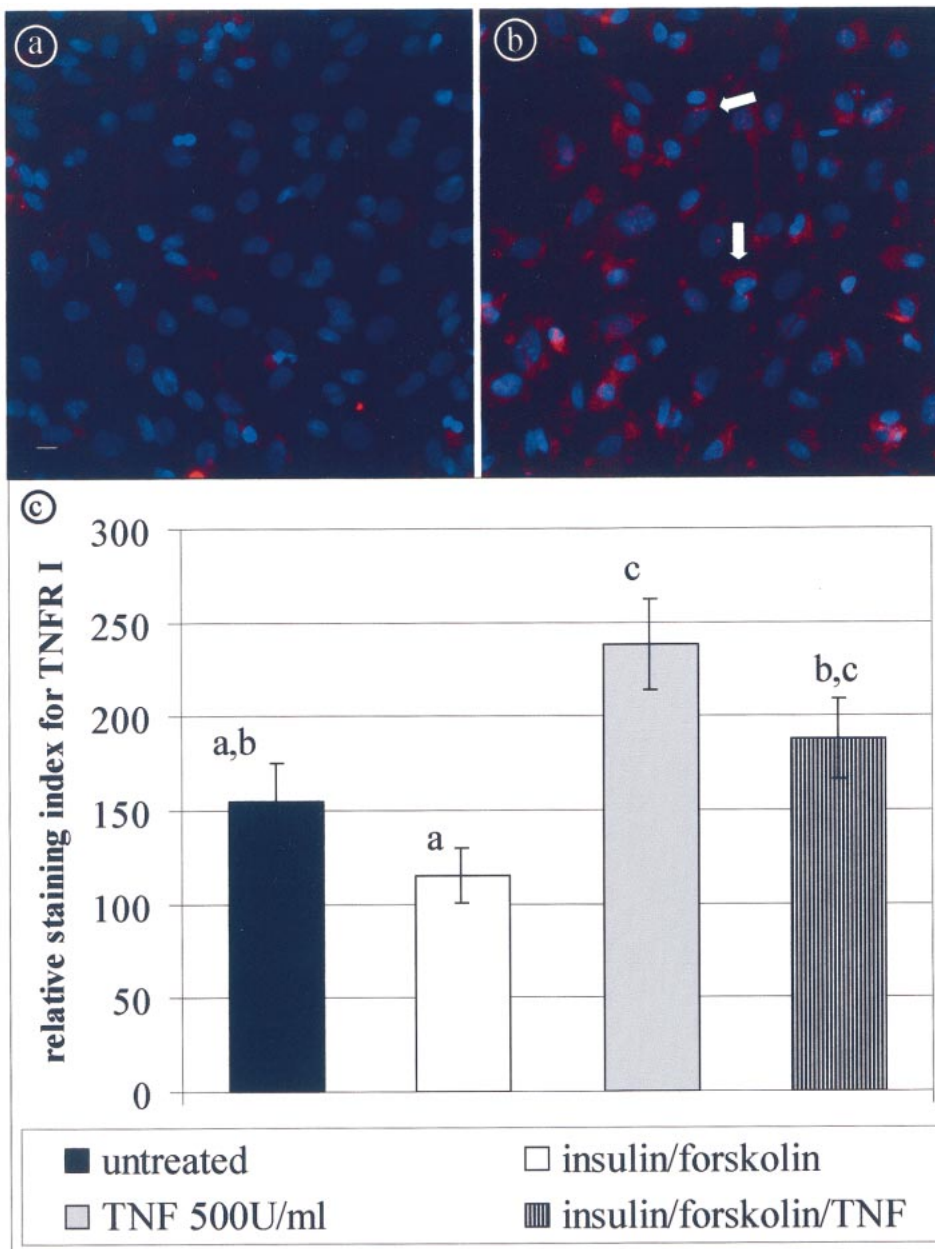 a
b
c
relative staining index for TNFR I
300
250
200
150
100
50
0
a,b
a
c
b,c
untreated
insulin/forskolin
TNF 500U/ml
insulin/forskolin/TNF